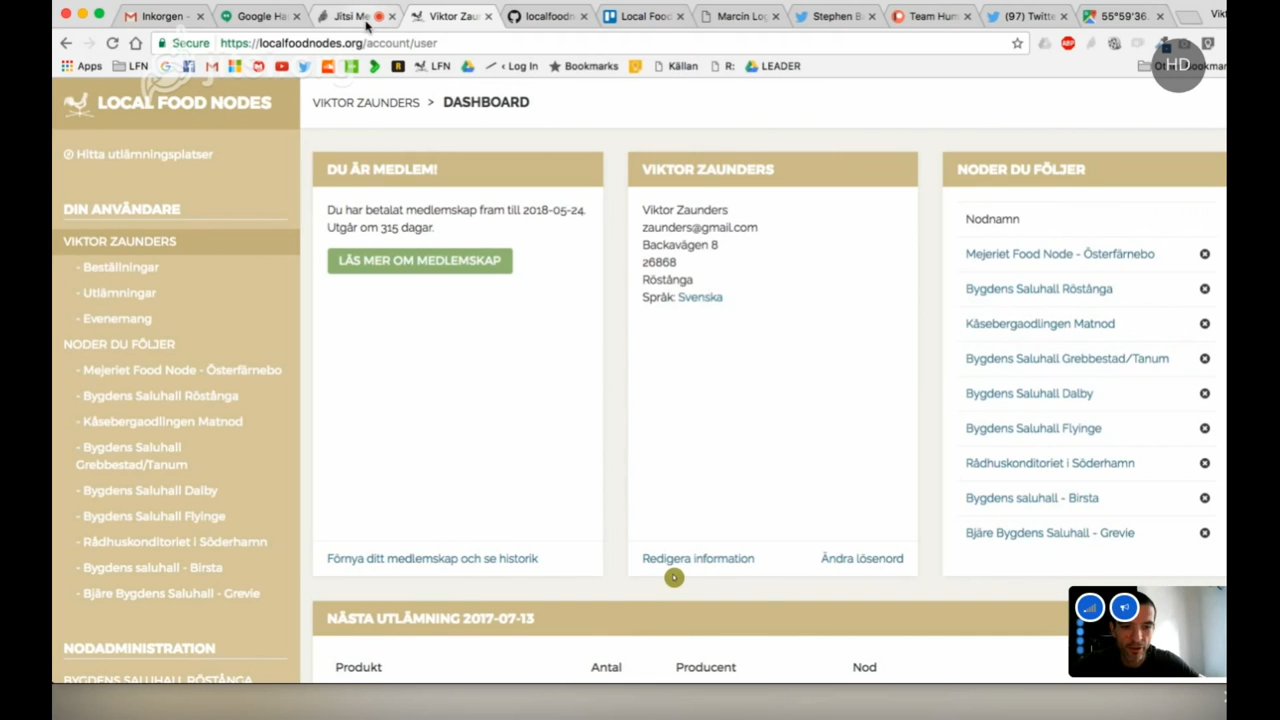 Inkorgen -
Google Ha
Jitsi Me
Viktor Zau
localfoodn
Local Food
Marcin Lo
Stephen B
Team Hum
(97) Twitte
55°59'36.
Vikt
Secure
https://localfoodnodes.org/account/user
HD
Apps
LFN
LFN
< Log In
Bookmarks
Källan
R:
LEADER
LOCAL FOOD NODES
Hitta utlämningsplatser
DIN ANVÄNDARE
VIKTOR ZAUNDERS
- Beställningar
- Utlämningar
- Evenemang
NODER DU FÖLJER
- Mejeriet Food Node - Österfärnebo
- Bygdens Saluhall Röstånga
- Kåsebergaodlingen Matnod
- Bygdens Saluhall
Grebbestad/Tanum
- Bygdens Saluhall Dalby
- Bygdens Saluhall Flyinge
- Rådhuskonditoriet i Söderhamn
- Bygdens saluhall - Birsta
- Bjäre Bygdens Saluhall - Grevie
NODADMINISTRATION
BYGDENS SALUHALL RÖSTÅNGA
VIKTOR ZAUNDERS > DASHBOARD
DU ÄR MEDLEM!
Du har betalat medlemskap fram till 2018-05-24.
Utgår om 315 dagar.
LÄS MER OM MEDLEMSKAP
Förnya ditt medlemskap och se historik
VIKTOR ZAUNDERS
Viktor Zaunders
zaunders@gmail.com
Backavägen 8
26868
Röstånga
Språk: Svenska
Redigera information
Ändra lösenord
NODER DU FÖLJER
Nodnamn
Mejeriet Food Node - Österfärnebo
Bygdens Saluhall Röstånga
Kåsebergaodlingen Matnod
Bygdens Saluhall Grebbestad/Tanum
Bygdens Saluhall Dalby
Bygdens Saluhall Flyinge
Rådhuskonditoriet i Söderhamn
Bygdens saluhall - Birsta
Bjäre Bygdens Saluhall - Grevie
NÄSTA UTLÄMNING 2017-07-13
Produkt
Antal
Producent
Nod